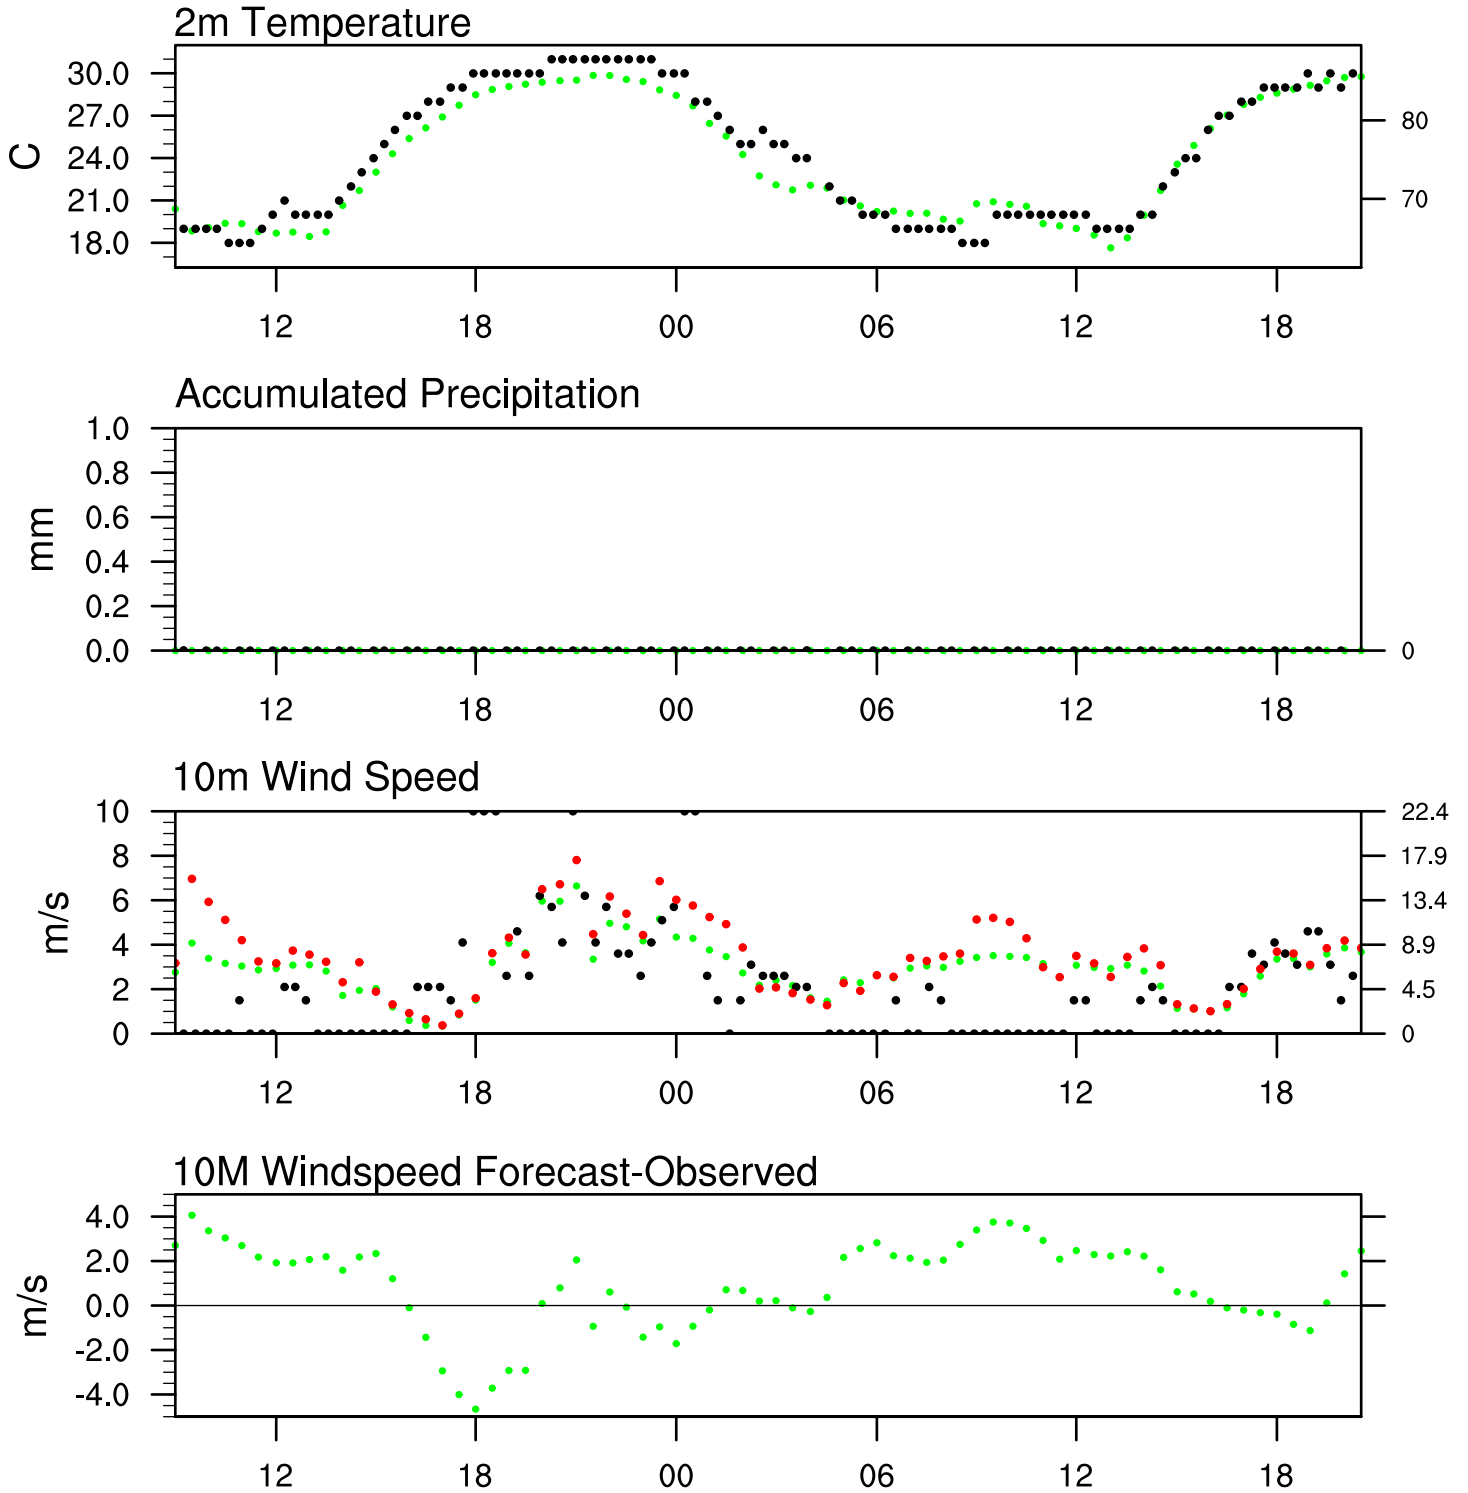 2m Temperature
30.0
27.0
24.0
21.0
18.0
C
80
70
12 18 00 06 12 18
Accumulated Precipitation
1.0
0.8
0.6
0.4
0.2
0.0
mm
0
12 18 00 06 12 18
10m Wind Speed
10
8
6
4
2
0
m/s
22.4
17.9
13.4
8.9
4.5
0
12 18 00 06 12 18
10M Windspeed Forecast-Observed
4.0
2.0
0.0
-2.0
-4.0
m/s
12 18 00 06 12 18